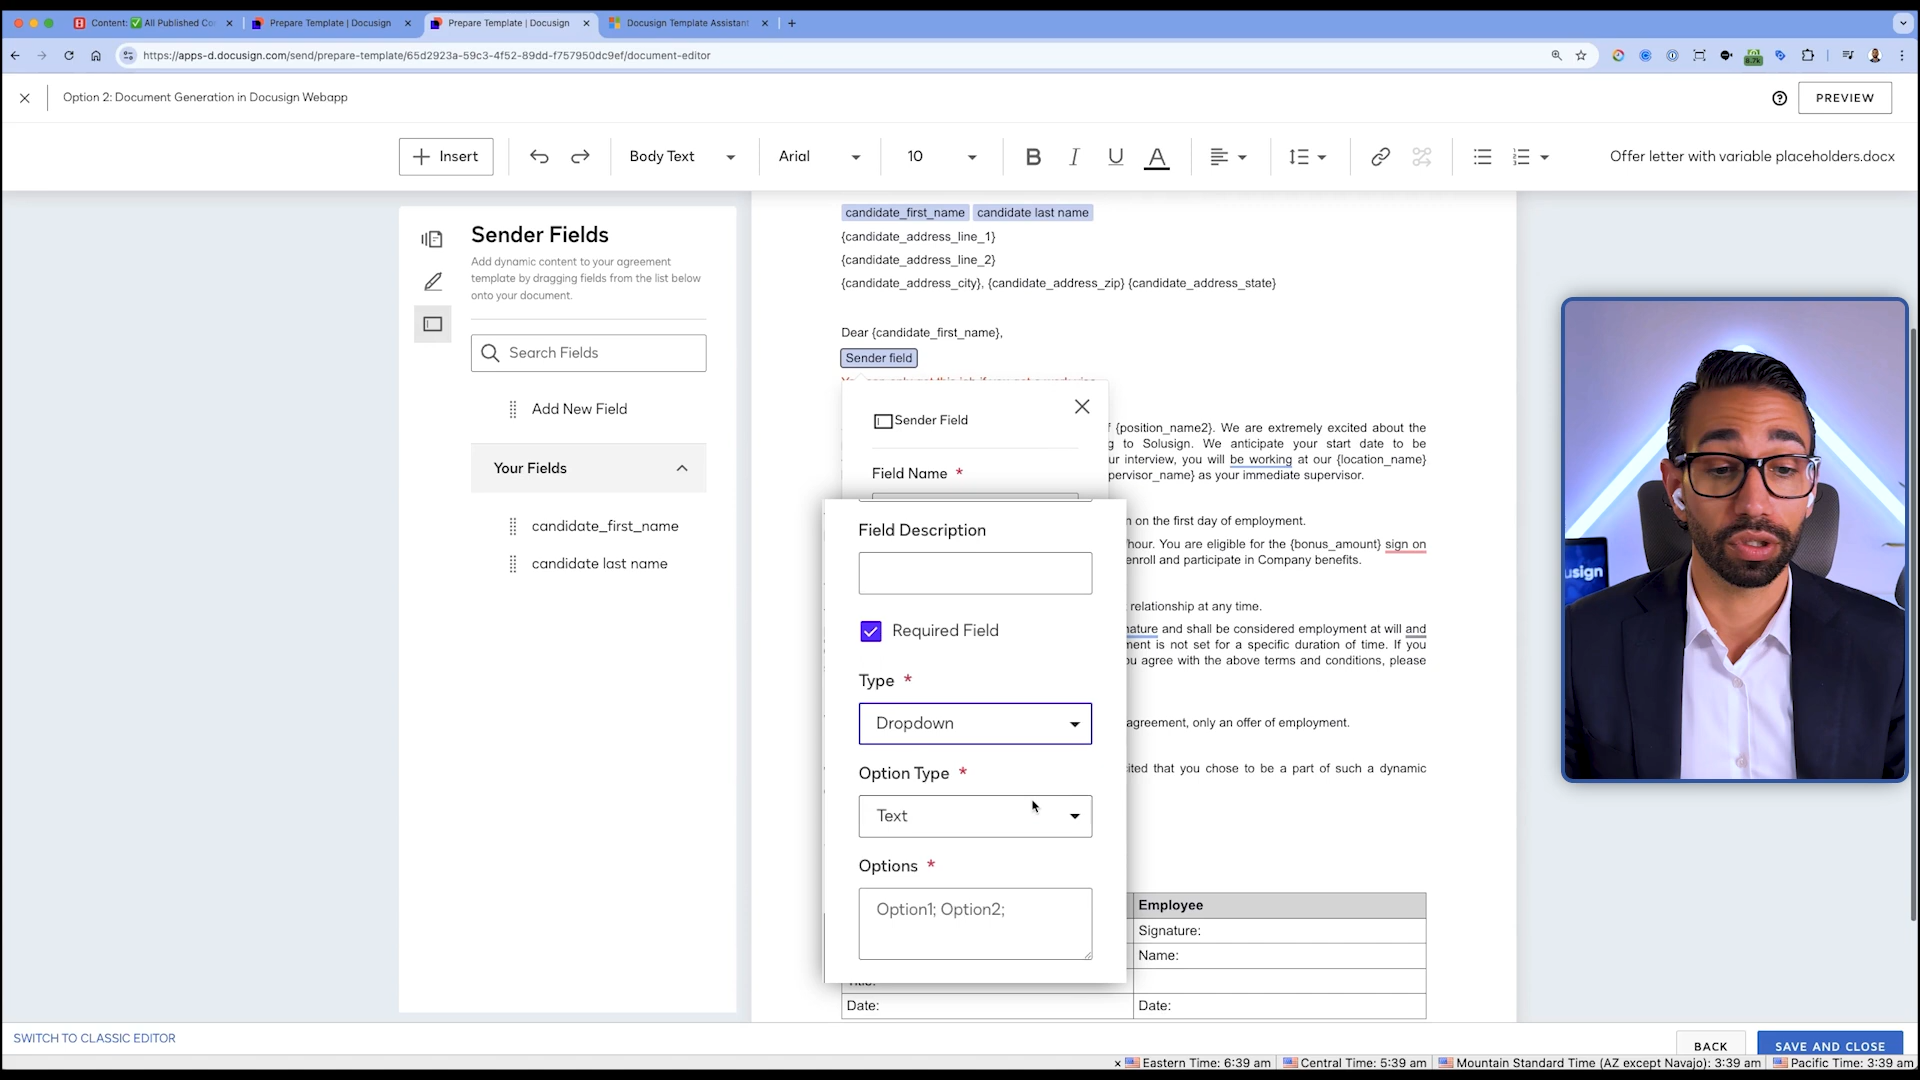 Content: ✅ All Published Co
Prepare Template | Docusign
Prepare Template | Docusign
Docusign Template Assistant
https://apps-d.docusign.com/send/prepare-template/65d2923a-59c3-4f52-89dd-f757950dc9ef/document-editor
8.7k
Option 2: Document Generation in Docusign Webapp
PREVIEW
Insert
Body Text
Arial
10
B I U A
Offer letter with variable placeholders.docx
Sender Fields
Add dynamic content to your agreement
template by dragging fields from the list below
onto your document.
Search Fields
Add New Field
Your Fields
candidate_first_name
candidate last name
candidate_first_name candidate last name
{candidate_address_line_1}
{candidate_address_line_2}
{candidate_address_city}, {candidate_address_zip} {candidate_address_state}
Dear {candidate_first_name},
Sender field
Sender Field
Field Name *
{position_name2}. We are extremely excited about the
to Solusign. We anticipate your start date to be
interview, you will be working at our {location_name}
as your immediate supervisor.
on the first day of employment.
/hour. You are eligible for the {bonus_amount} sign on
enroll and participate in Company benefits.
relationship at any time.
and shall be considered employment at will and
is not set for a specific duration of time. If you
agree with the above terms and conditions, please
agreement, only an offer of employment.
that you chose to be a part of such a dynamic
Field Description
Required Field
Type *
Dropdown
Option Type *
Text
Options *
Option1; Option2;
Employee
Signature:
Name:
Date:
Date:
usign
SWITCH TO CLASSIC EDITOR
BACK
SAVE AND CLOSE
× Eastern Time: 6:39 am Central Time: 5:39 am Mountain Standard Time (AZ except Navajo): 3:39 am Pacific Time: 3:39 am